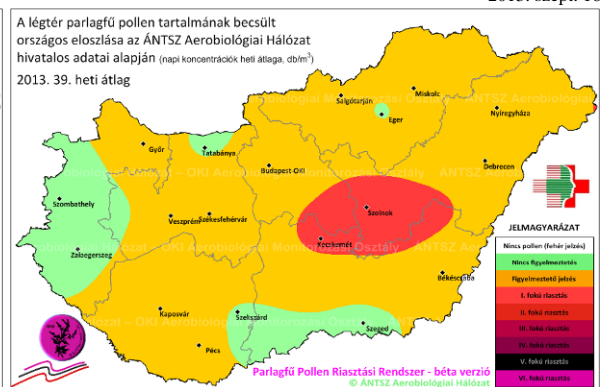 2013. szept. 1
A légtér parlagfű pollen tartalmának becsült
országos eloszlása az ÁNTSZ Aerobiológiai Hálózat
hivatalos adatai alapján (napi koncentrációk heti átlaga, db/m³)
2013. 39. heti átlag
Salgótarján
Miskolc
Eger
Nyíregyháza
Győr
Tatabánya
Budapest-OKI
Debrecen
Szombathely
Veszprém
Székesfehérvár
Szolnok
Kecskemét
Zalaegerszeg
Békéscsaba
Kaposvár
Szekszárd
Szeged
Pécs
JELMAGYARÁZAT
Nincs pollen (fehér jelzés)
Nincs figyelmeztetés
Figyelmeztető jelzés
I. fokú riasztás
II. fokú riasztás
III. fokú riasztás
IV. fokú riasztás
V. fokú riasztás
VI. fokú riasztás
Parlagfű Pollen Riasztási Rendszer - béta verzió
© ÁNTSZ Aerobiológiai Hálózat